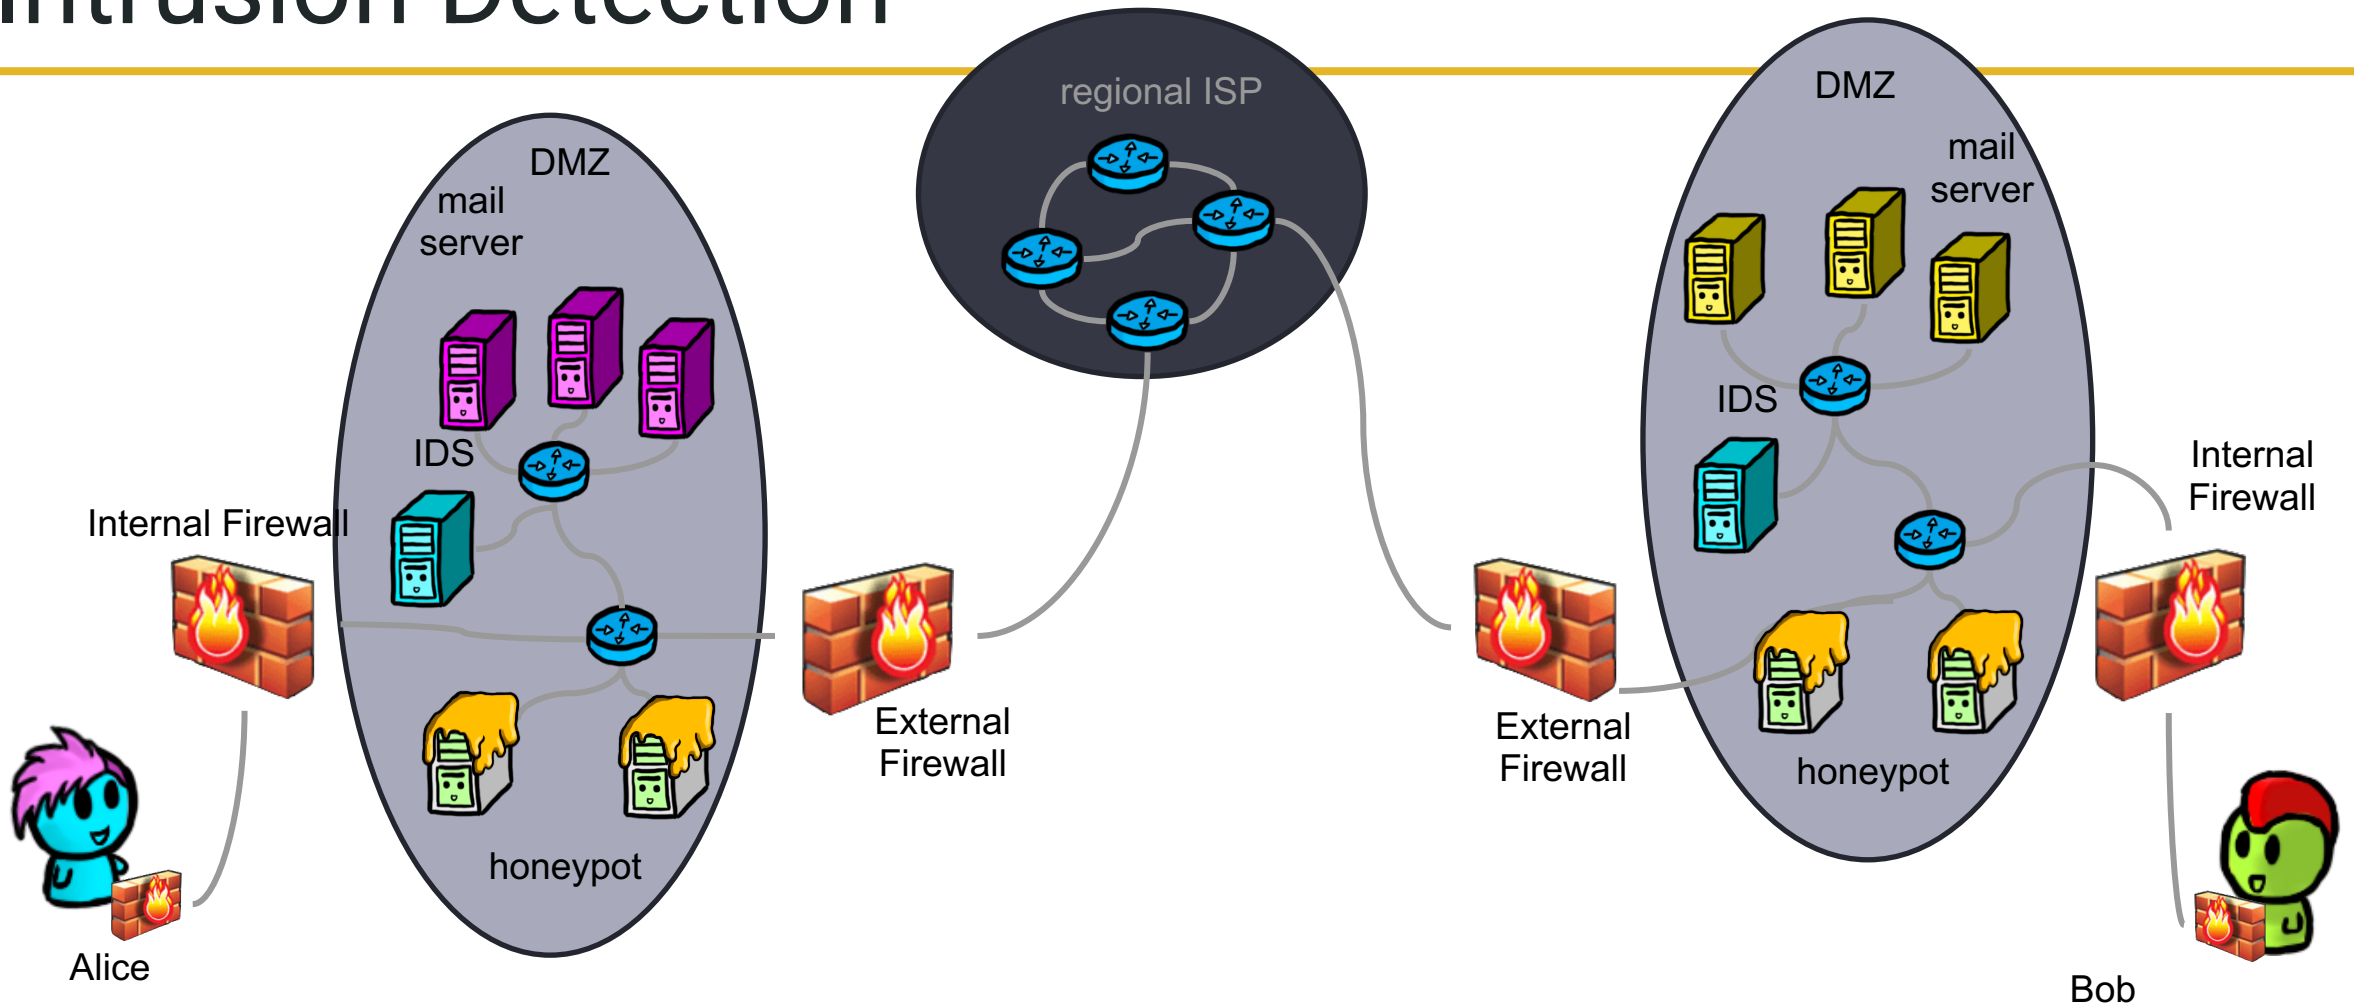 Intrusion Detection
regional ISP
DMZ
mail
server
IDS
Internal Firewall
External
Firewall
honeypot
Alice
DMZ
mail
server
IDS
Internal
Firewall
External
Firewall
honeypot
Bob